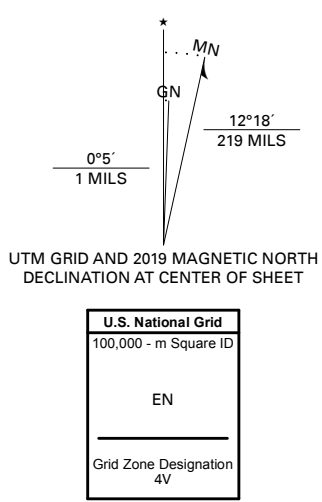 ★
MN
GN
12°18´
219 MILS
0°5´
1 MILS
UTM GRID AND 2019 MAGNETIC NORTH
DECLINATION AT CENTER OF SHEET
U.S. National Grid
100,000 - m Square ID
EN
Grid Zone Designation
4V